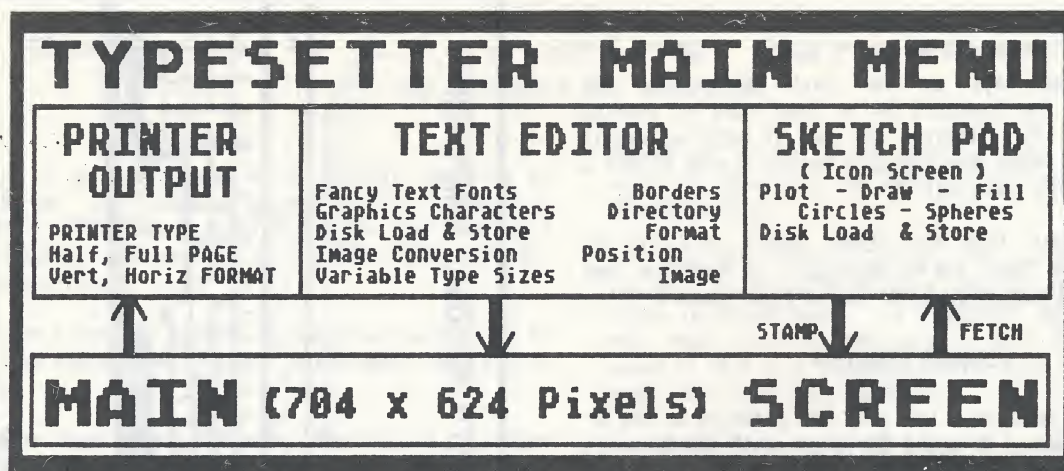 TYPESETTER MAIN MENU
PRINTER
OUTPUT
PRINTER TYPE
Half, Full PAGE
Vert, Horiz FORMAT
TEXT EDITOR
Fancy Text Fonts Borders
Graphics Characters Directory
Disk Load & Store Format
Image Conversion Position
Variable Type Sizes Image
SKETCH PAD
( Icon Screen )
Plot - Draw - Fill
Circles - Spheres
Disk Load & Store
STAMP FETCH
MAIN (704 x 624 Pixels) SCREEN